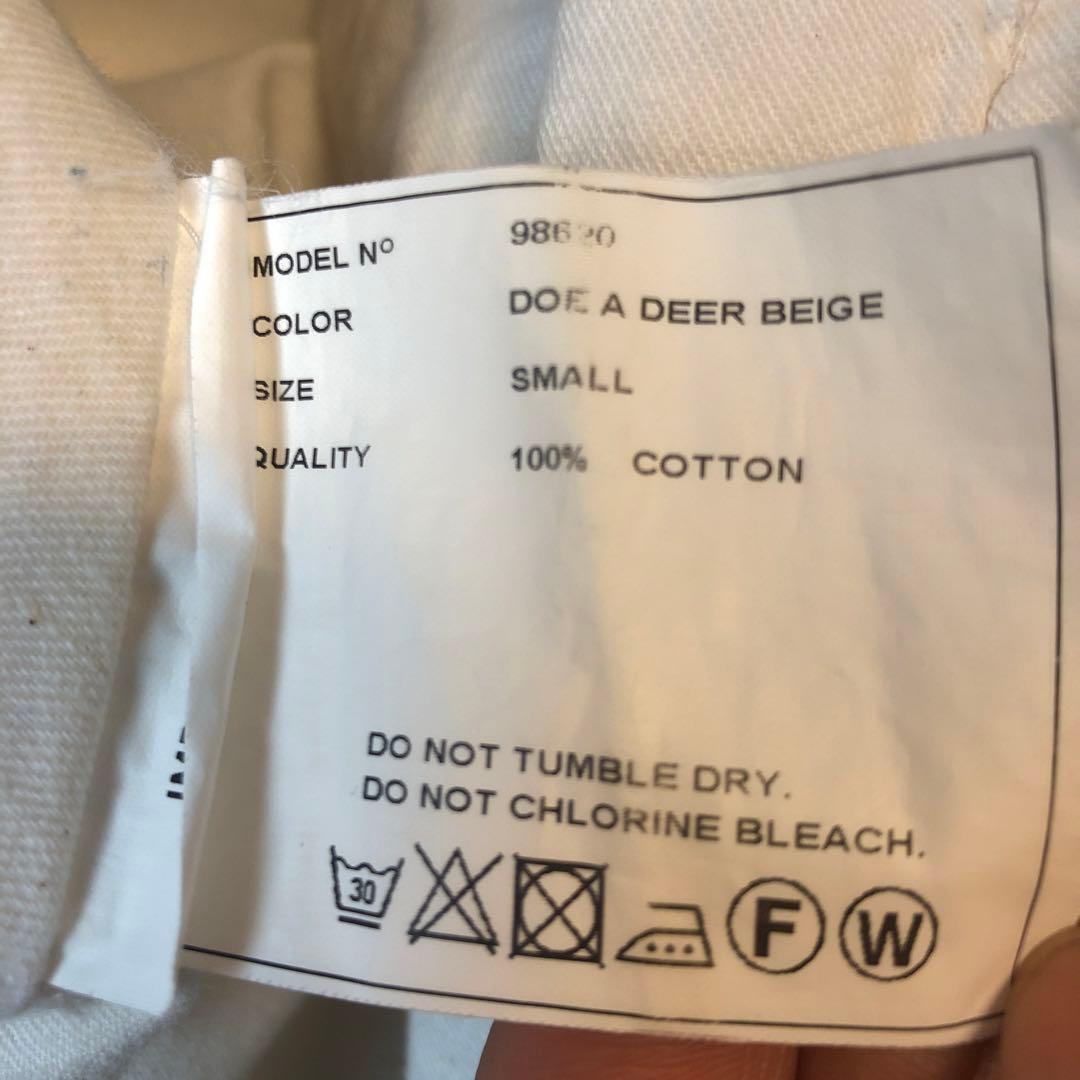 MODEL Nº 98620
COLOR DOE A DEER BEIGE
SIZE SMALL
QUALITY 100% COTTON
DO NOT TUMBLE DRY.
DO NOT CHLORINE BLEACH.
30 F W